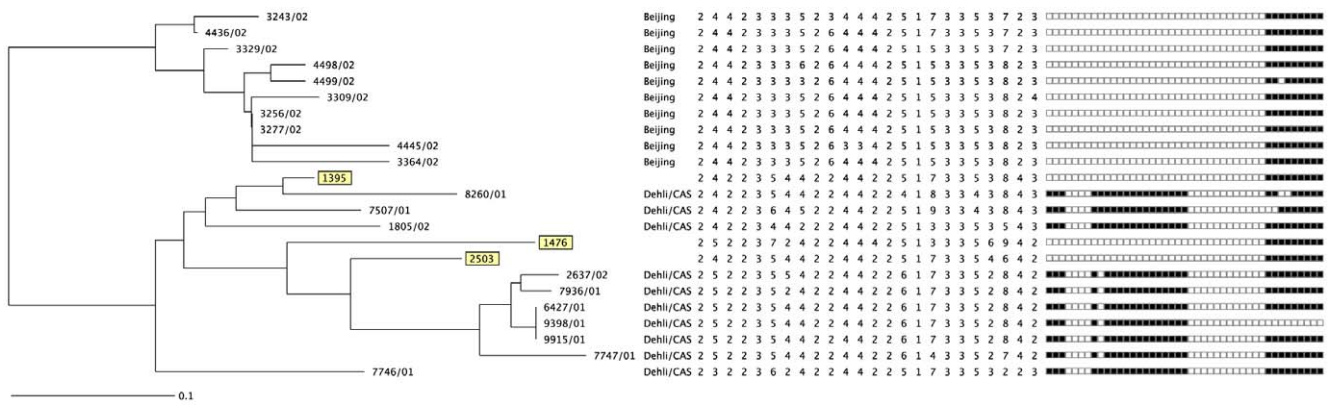 3243/02 Beijing 2 4 4 2 3 3 3 5 2 3 4 4 4 2 5 1 7 3 3 5 3 7 2 3
4436/02 Beijing 2 4 4 2 3 3 3 5 2 6 4 4 4 2 5 1 7 3 3 5 3 7 2 3
3329/02 Beijing 2 4 4 2 3 3 3 5 2 6 4 4 4 2 5 1 5 3 3 5 3 7 2 3
4498/02 Beijing 2 4 4 2 3 3 3 6 2 6 4 4 4 2 5 1 5 3 3 5 3 8 2 3
4499/02 Beijing 2 4 4 2 3 3 3 3 2 6 4 4 4 2 5 1 5 3 3 5 3 8 2 3
3309/02 Beijing 2 4 4 2 3 3 3 5 2 6 4 4 4 2 5 1 5 3 3 5 3 8 2 4
3256/02 Beijing 2 4 4 2 3 3 3 5 2 6 4 4 4 2 5 1 5 3 3 5 3 8 2 3
3277/02 Beijing 2 4 4 2 3 3 3 5 2 6 4 4 4 2 5 1 5 3 3 5 3 8 2 3
4445/02 Beijing 2 4 4 2 3 3 3 5 2 6 3 3 4 2 5 1 5 3 3 5 3 8 2 3
3364/02 Beijing 2 4 4 2 3 3 3 5 2 6 4 4 4 2 5 1 5 3 3 5 3 8 2 3
1395 2 4 2 2 3 5 4 4 2 2 4 4 2 2 5 1 7 3 3 4 3 8 4 3
8260/01 Dehli/CAS 2 4 2 2 3 5 4 4 2 2 4 4 2 2 4 1 8 3 3 4 3 8 4 3
7507/01 Dehli/CAS 2 4 2 2 3 6 4 5 2 2 4 4 2 2 5 1 9 3 3 4 3 8 4 3
1805/02 Dehli/CAS 2 4 2 2 3 5 4 4 2 2 4 4 2 2 5 1 7 3 3 5 3 5 4 3
1476 2 5 2 2 3 7 2 4 2 2 4 4 4 2 5 1 3 3 3 5 6 9 4 2
2503 2 4 2 2 3 5 4 4 2 2 4 4 2 2 5 1 7 3 3 5 4 6 4 2
2637/02 Dehli/CAS 2 5 2 2 3 5 5 4 2 2 4 4 2 2 6 1 7 3 3 5 2 8 4 2
7936/01 Dehli/CAS 2 5 2 2 3 5 2 4 2 2 4 4 2 2 6 1 7 3 3 5 2 8 4 2
6427/01 Dehli/CAS 2 5 2 2 3 5 4 4 2 2 4 4 2 2 6 1 7 3 3 5 2 8 4 2
9398/01 Dehli/CAS 2 5 2 2 3 5 4 4 2 2 4 4 2 2 6 1 7 3 3 5 2 8 4 2
9915/01 Dehli/CAS 2 5 2 2 3 5 4 4 2 2 4 4 2 2 6 1 7 3 3 5 2 8 4 2
7747/01 Dehli/CAS 2 5 2 2 3 5 4 4 2 2 4 4 2 2 6 1 4 3 3 5 2 7 4 2
7746/01 Dehli/CAS 2 3 2 2 3 6 2 4 2 2 4 4 2 2 5 1 7 3 3 5 3 2 2 3
0.1